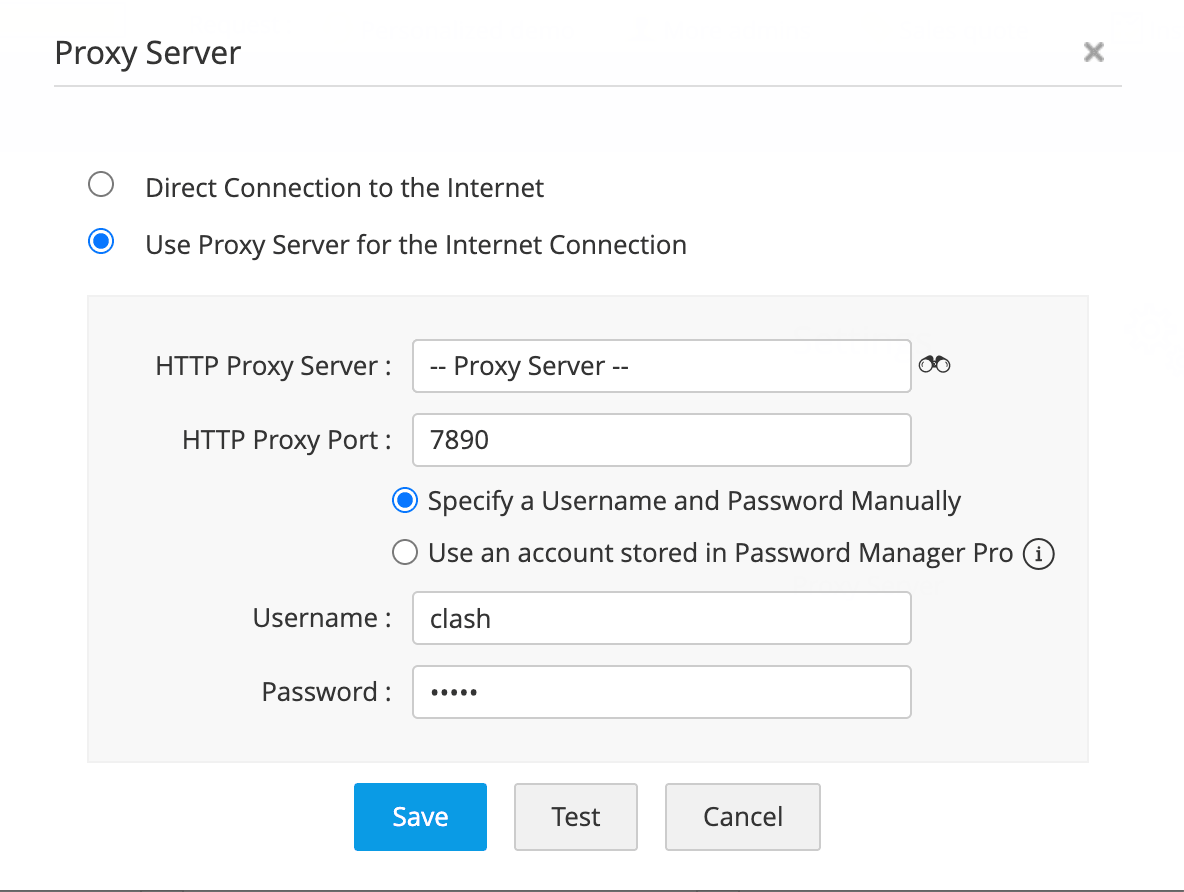 Proxy Server
Direct Connection to the Internet
Use Proxy Server for the Internet Connection
HTTP Proxy Server : -- Proxy Server --
HTTP Proxy Port : 7890
Specify a Username and Password Manually
Use an account stored in Password Manager Pro
Username : clash
Password : •••••
Save Test Cancel